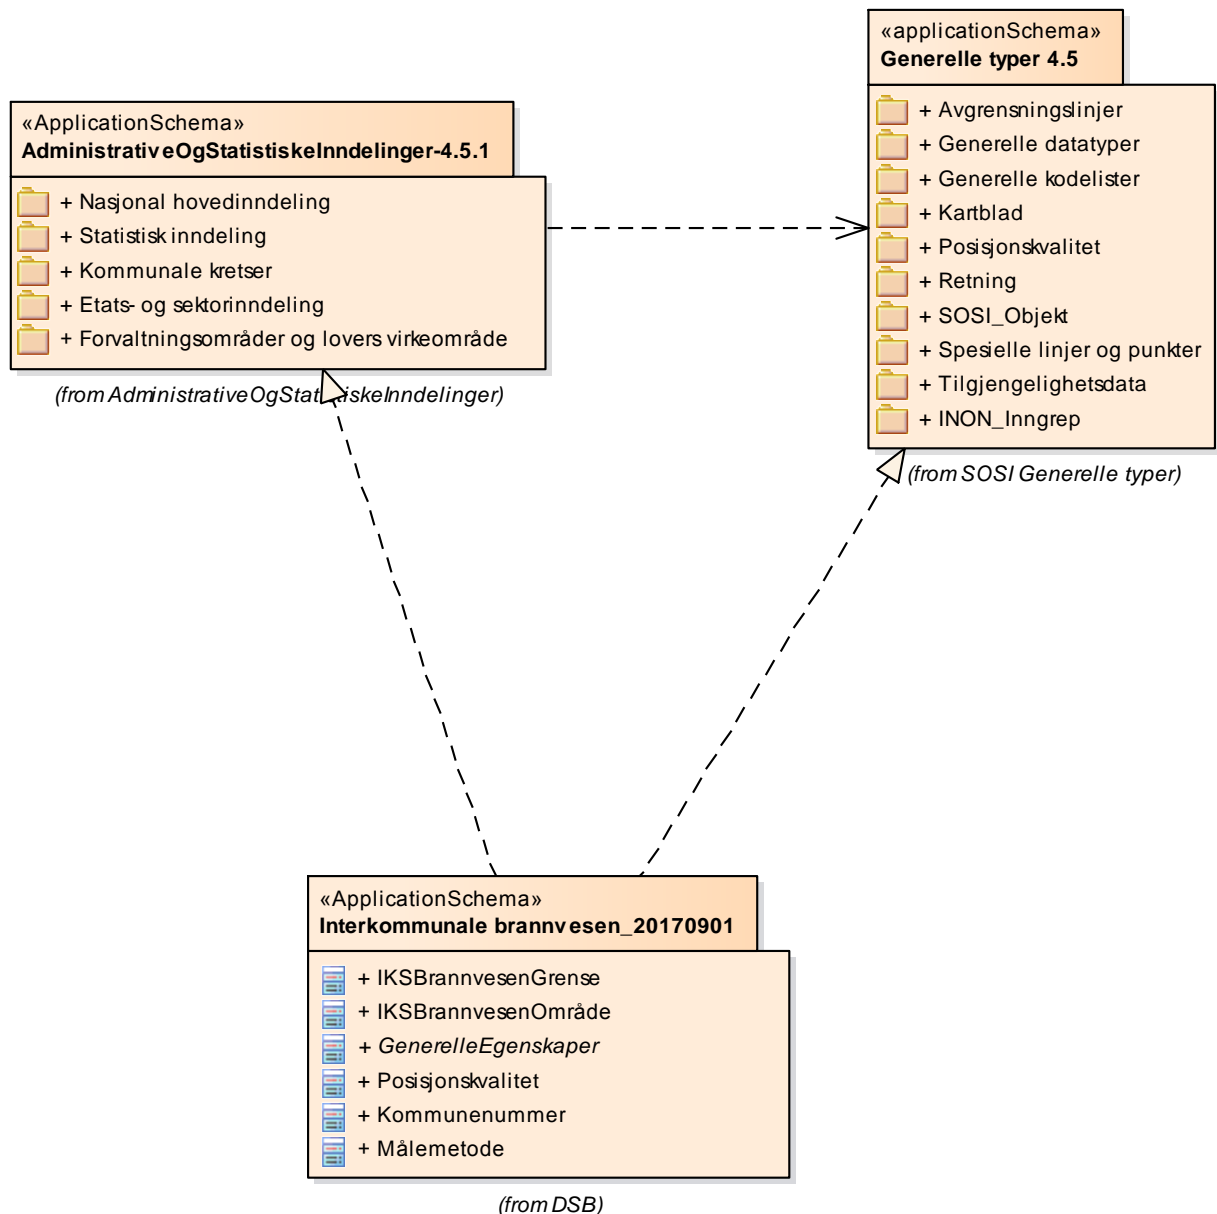 «applicationSchema»
Generelle typer 4.5
+ Avgrensningslinjer
+ Generelle datatyper
+ Generelle kodelister
+ Kartblad
+ Posisjonskvalitet
+ Retning
+ SOSI_Objekt
+ Spesielle linjer og punkter
+ Tilgjengelighetsdata
+ INON_Inngrep
(from SOSI Generelle typer)
«ApplicationSchema»
AdministrativeOgStatistiskeInndelinger-4.5.1
+ Nasjonal hovedinndeling
+ Statistisk inndeling
+ Kommunale kretser
+ Etats- og sektorinndeling
+ Forvaltningsområder og lovers virkeområde
(from AdministrativeOgStatistiskeInndelinger)
«ApplicationSchema»
Interkommunale brannvesen_20170901
+ IKSBrannvesenGrense
+ IKSBrannvesenOmråde
+ GenerelleEgenskaper
+ Posisjonskvalitet
+ Kommunenummer
+ Målemetode
(from DSB)